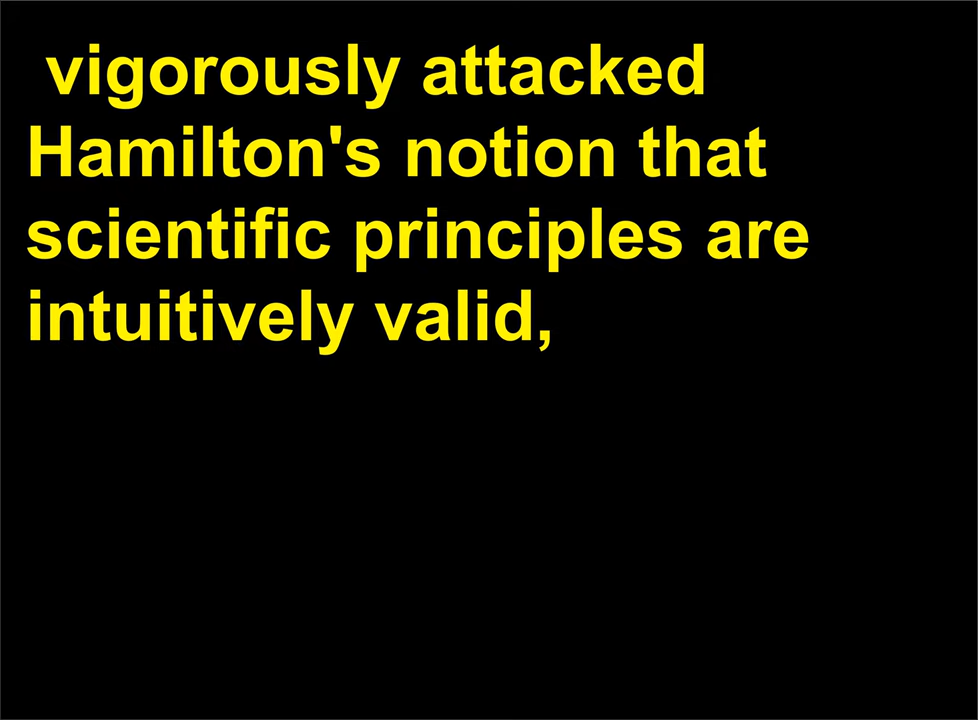 vigorously attacked
Hamilton's notion that
scientific principles are
intuitively valid,